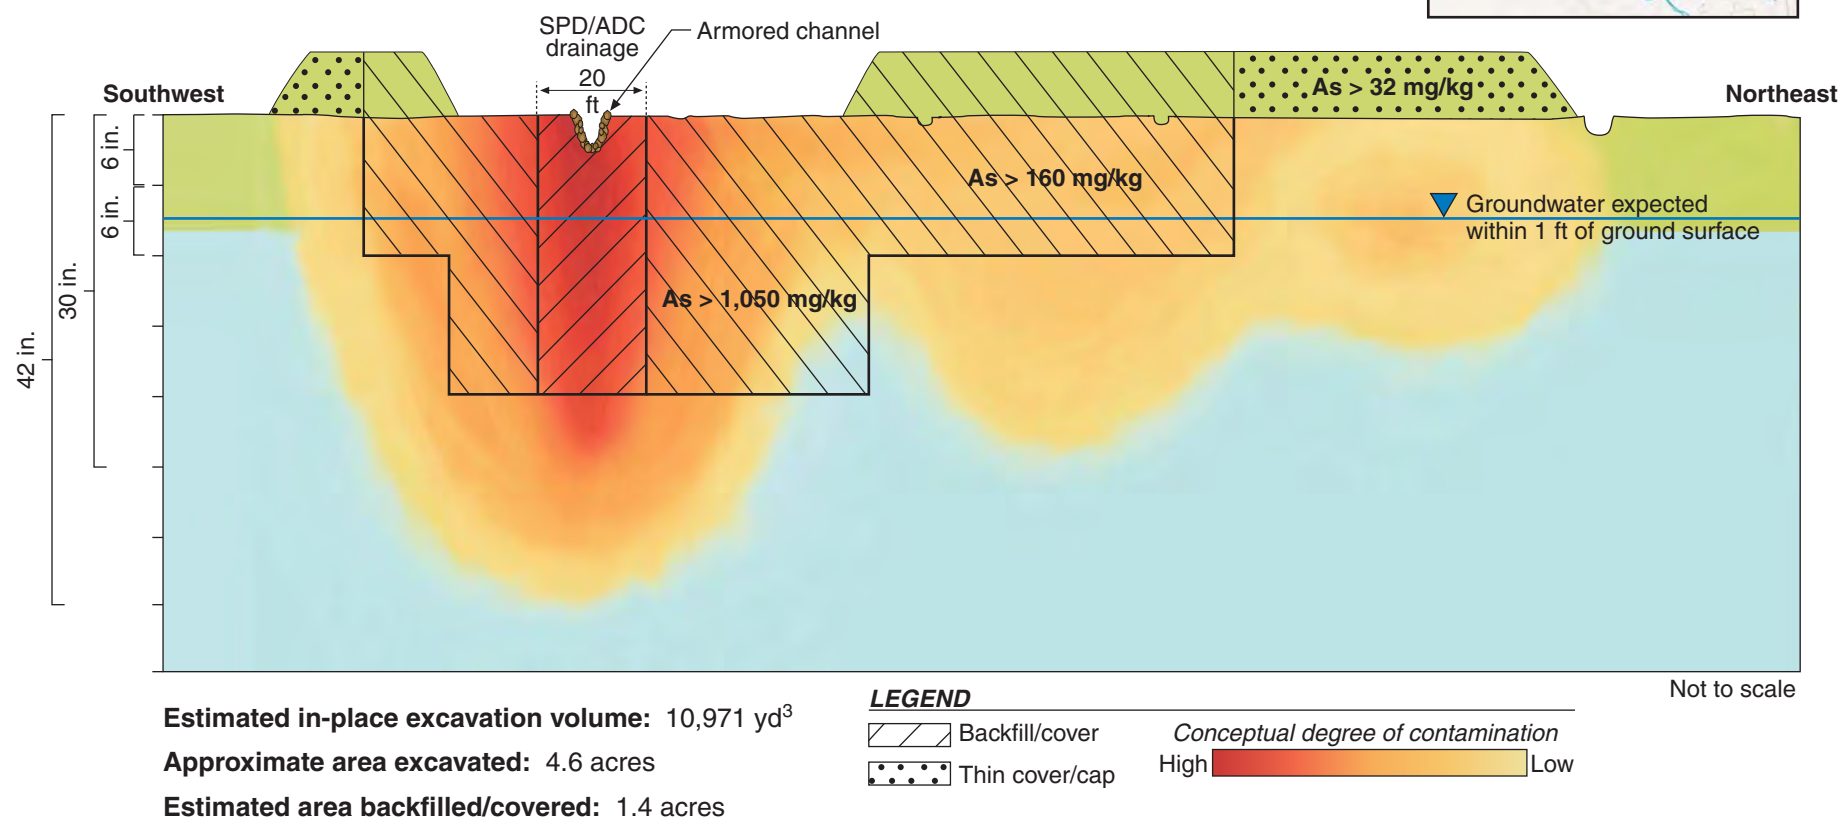 SPD/ADC
drainage
Armored channel
20
ft
Southwest
Northeast
As > 32 mg/kg
6 in.
6 in.
30 in.
42 in.
As > 160 mg/kg
Groundwater expected
within 1 ft of ground surface
As > 1,050 mg/kg
Not to scale
Estimated in-place excavation volume: 10,971 yd³
Approximate area excavated: 4.6 acres
Estimated area backfilled/covered: 1.4 acres
LEGEND
Backfill/cover
Thin cover/cap
Conceptual degree of contamination
High
Low